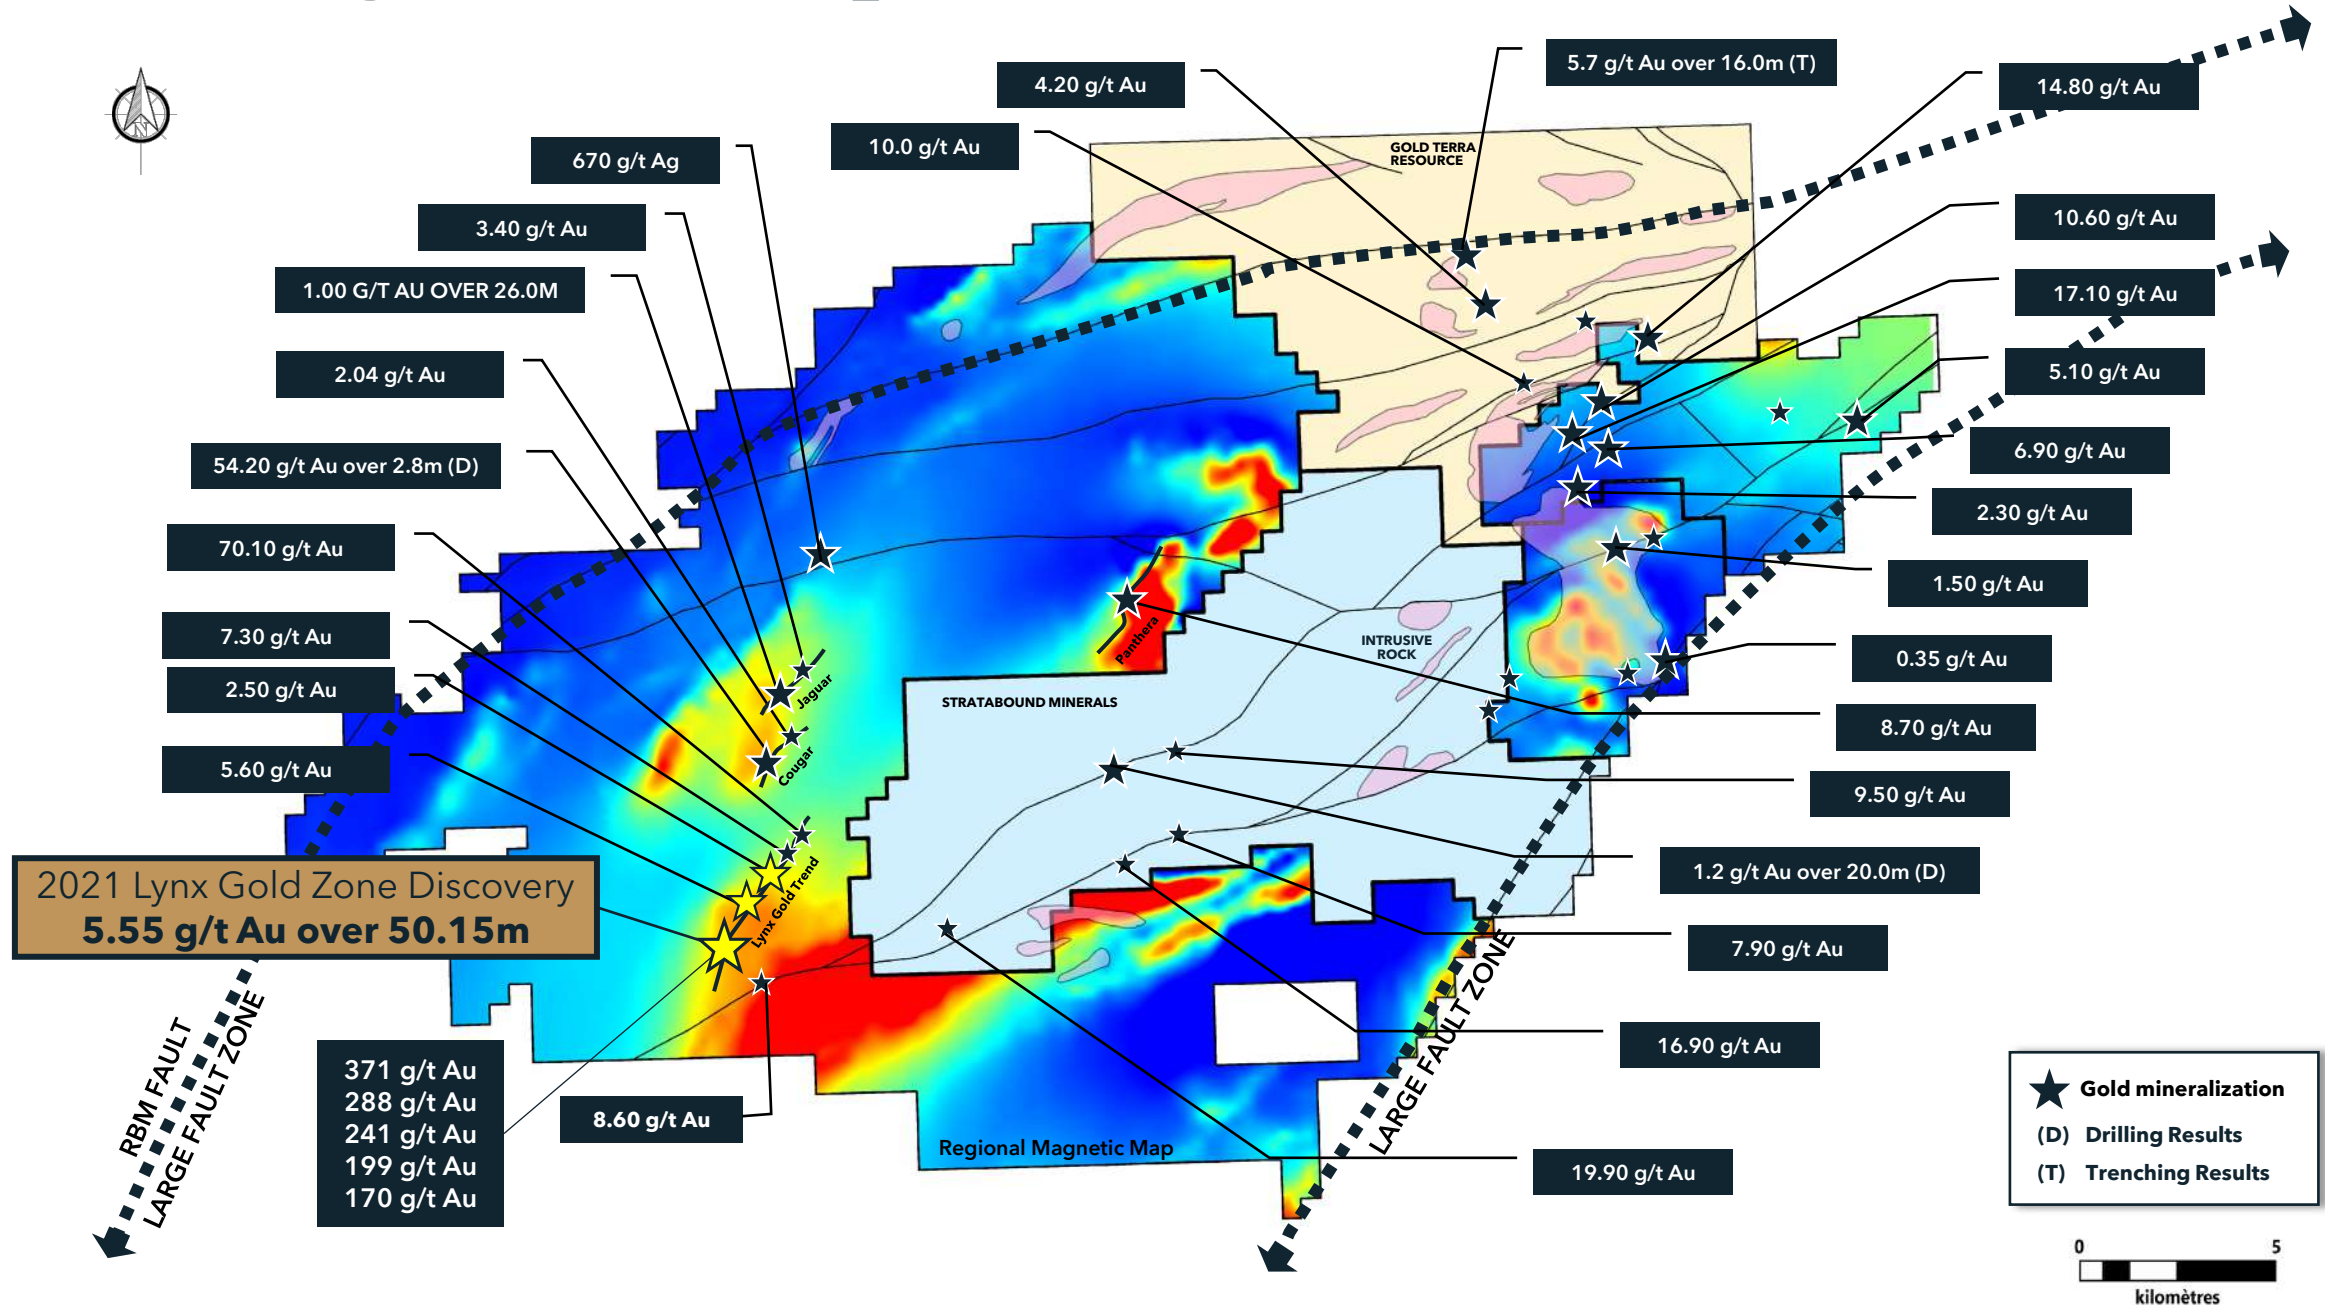 5.7 g/t Au over 16.0m (T)
4.20 g/t Au
14.80 g/t Au
10.0 g/t Au
670 g/t Ag
GOLD TERRA
RESOURCE
3.40 g/t Au
10.60 g/t Au
1.00 G/T AU OVER 26.0M
17.10 g/t Au
2.04 g/t Au
5.10 g/t Au
54.20 g/t Au over 2.8m (D)
6.90 g/t Au
70.10 g/t Au
2.30 g/t Au
7.30 g/t Au
1.50 g/t Au
2.50 g/t Au
Panthera
INTRUSIVE
ROCK
0.35 g/t Au
Jaguar
STRATABOUND MINERALS
8.70 g/t Au
5.60 g/t Au
Cougar
9.50 g/t Au
2021 Lynx Gold Zone Discovery
5.55 g/t Au over 50.15m
Lynx Gold Trend
1.2 g/t Au over 20.0m (D)
7.90 g/t Au
RBM FAULT
LARGE FAULT ZONE
LARGE FAULT ZONE
16.90 g/t Au
371 g/t Au
288 g/t Au
241 g/t Au
199 g/t Au
170 g/t Au
8.60 g/t Au
Regional Magnetic Map
19.90 g/t Au
Gold mineralization
(D) Drilling Results
(T) Trenching Results
0 5
kilomètres
N